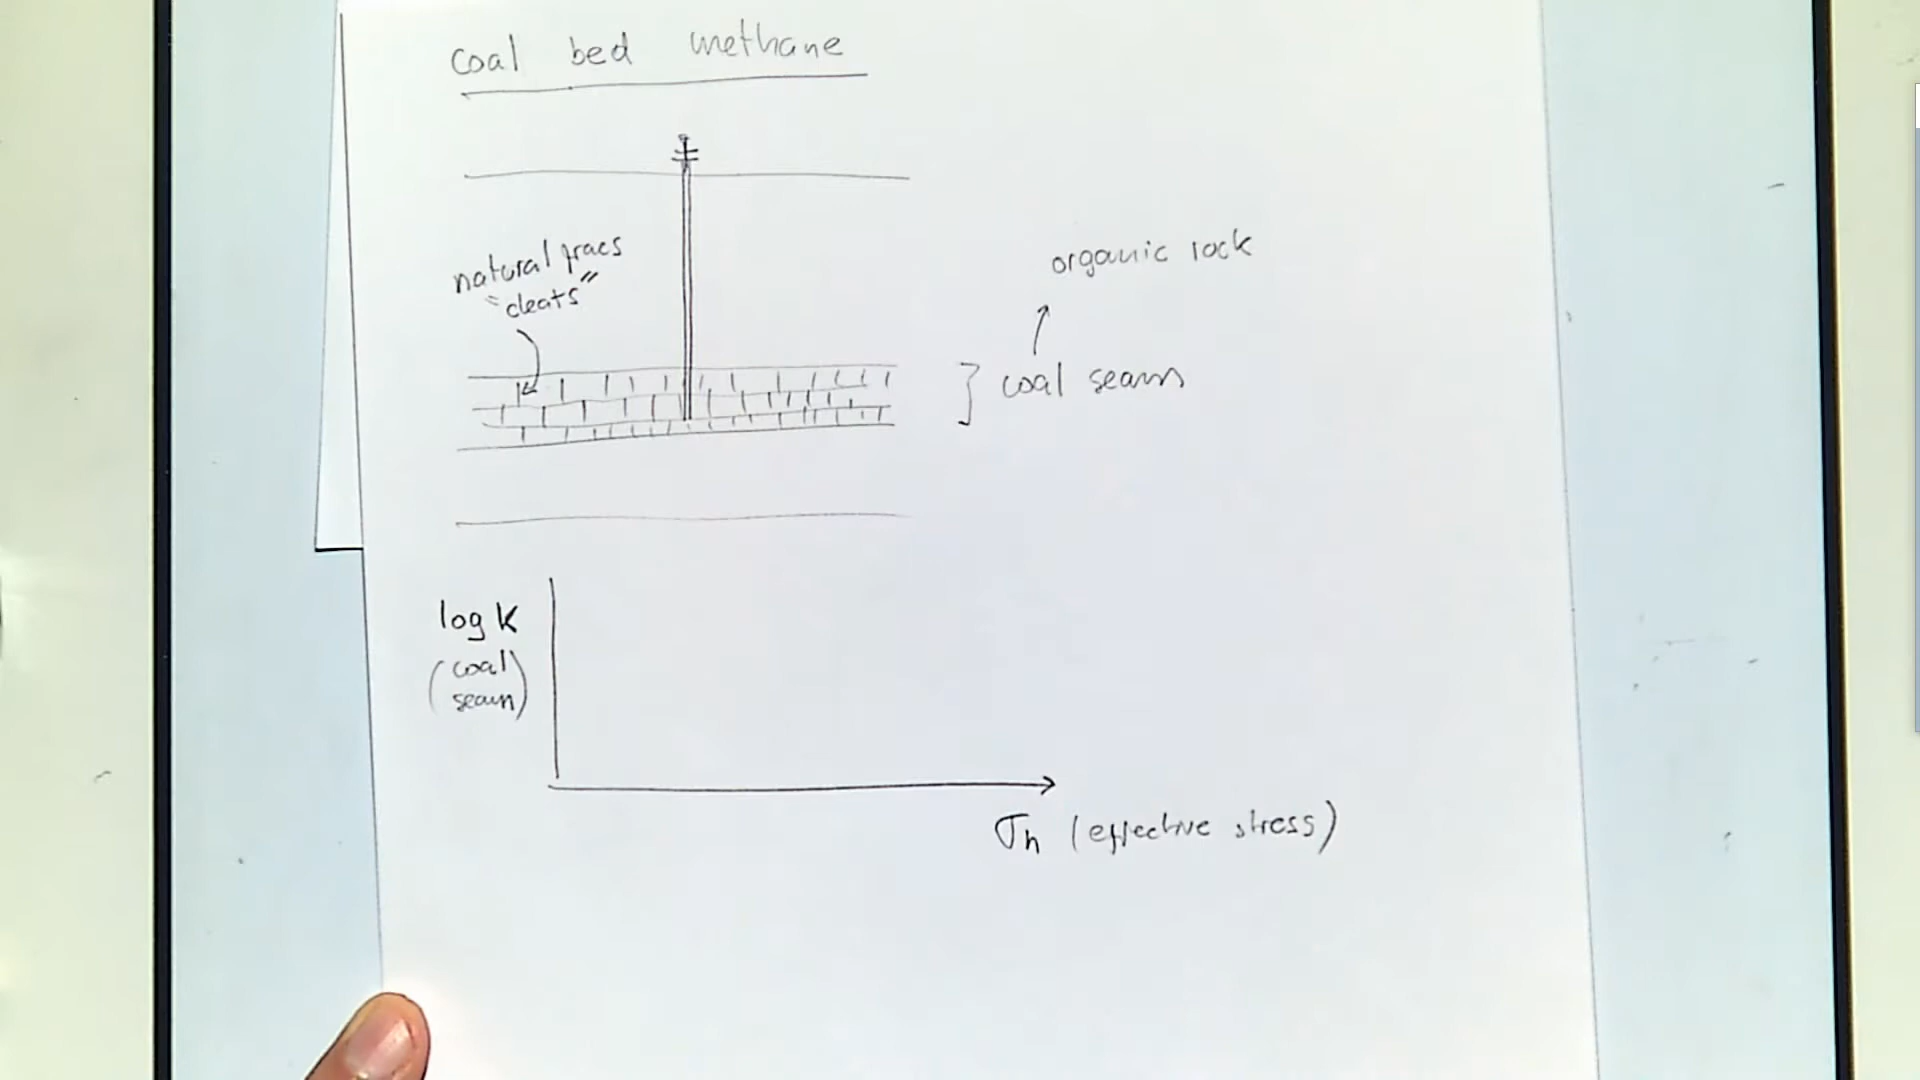 coal bed methane
natural fracs
"cleats"
organic rock
coal seam
log k
(coal
seam)
σh (effective stress)